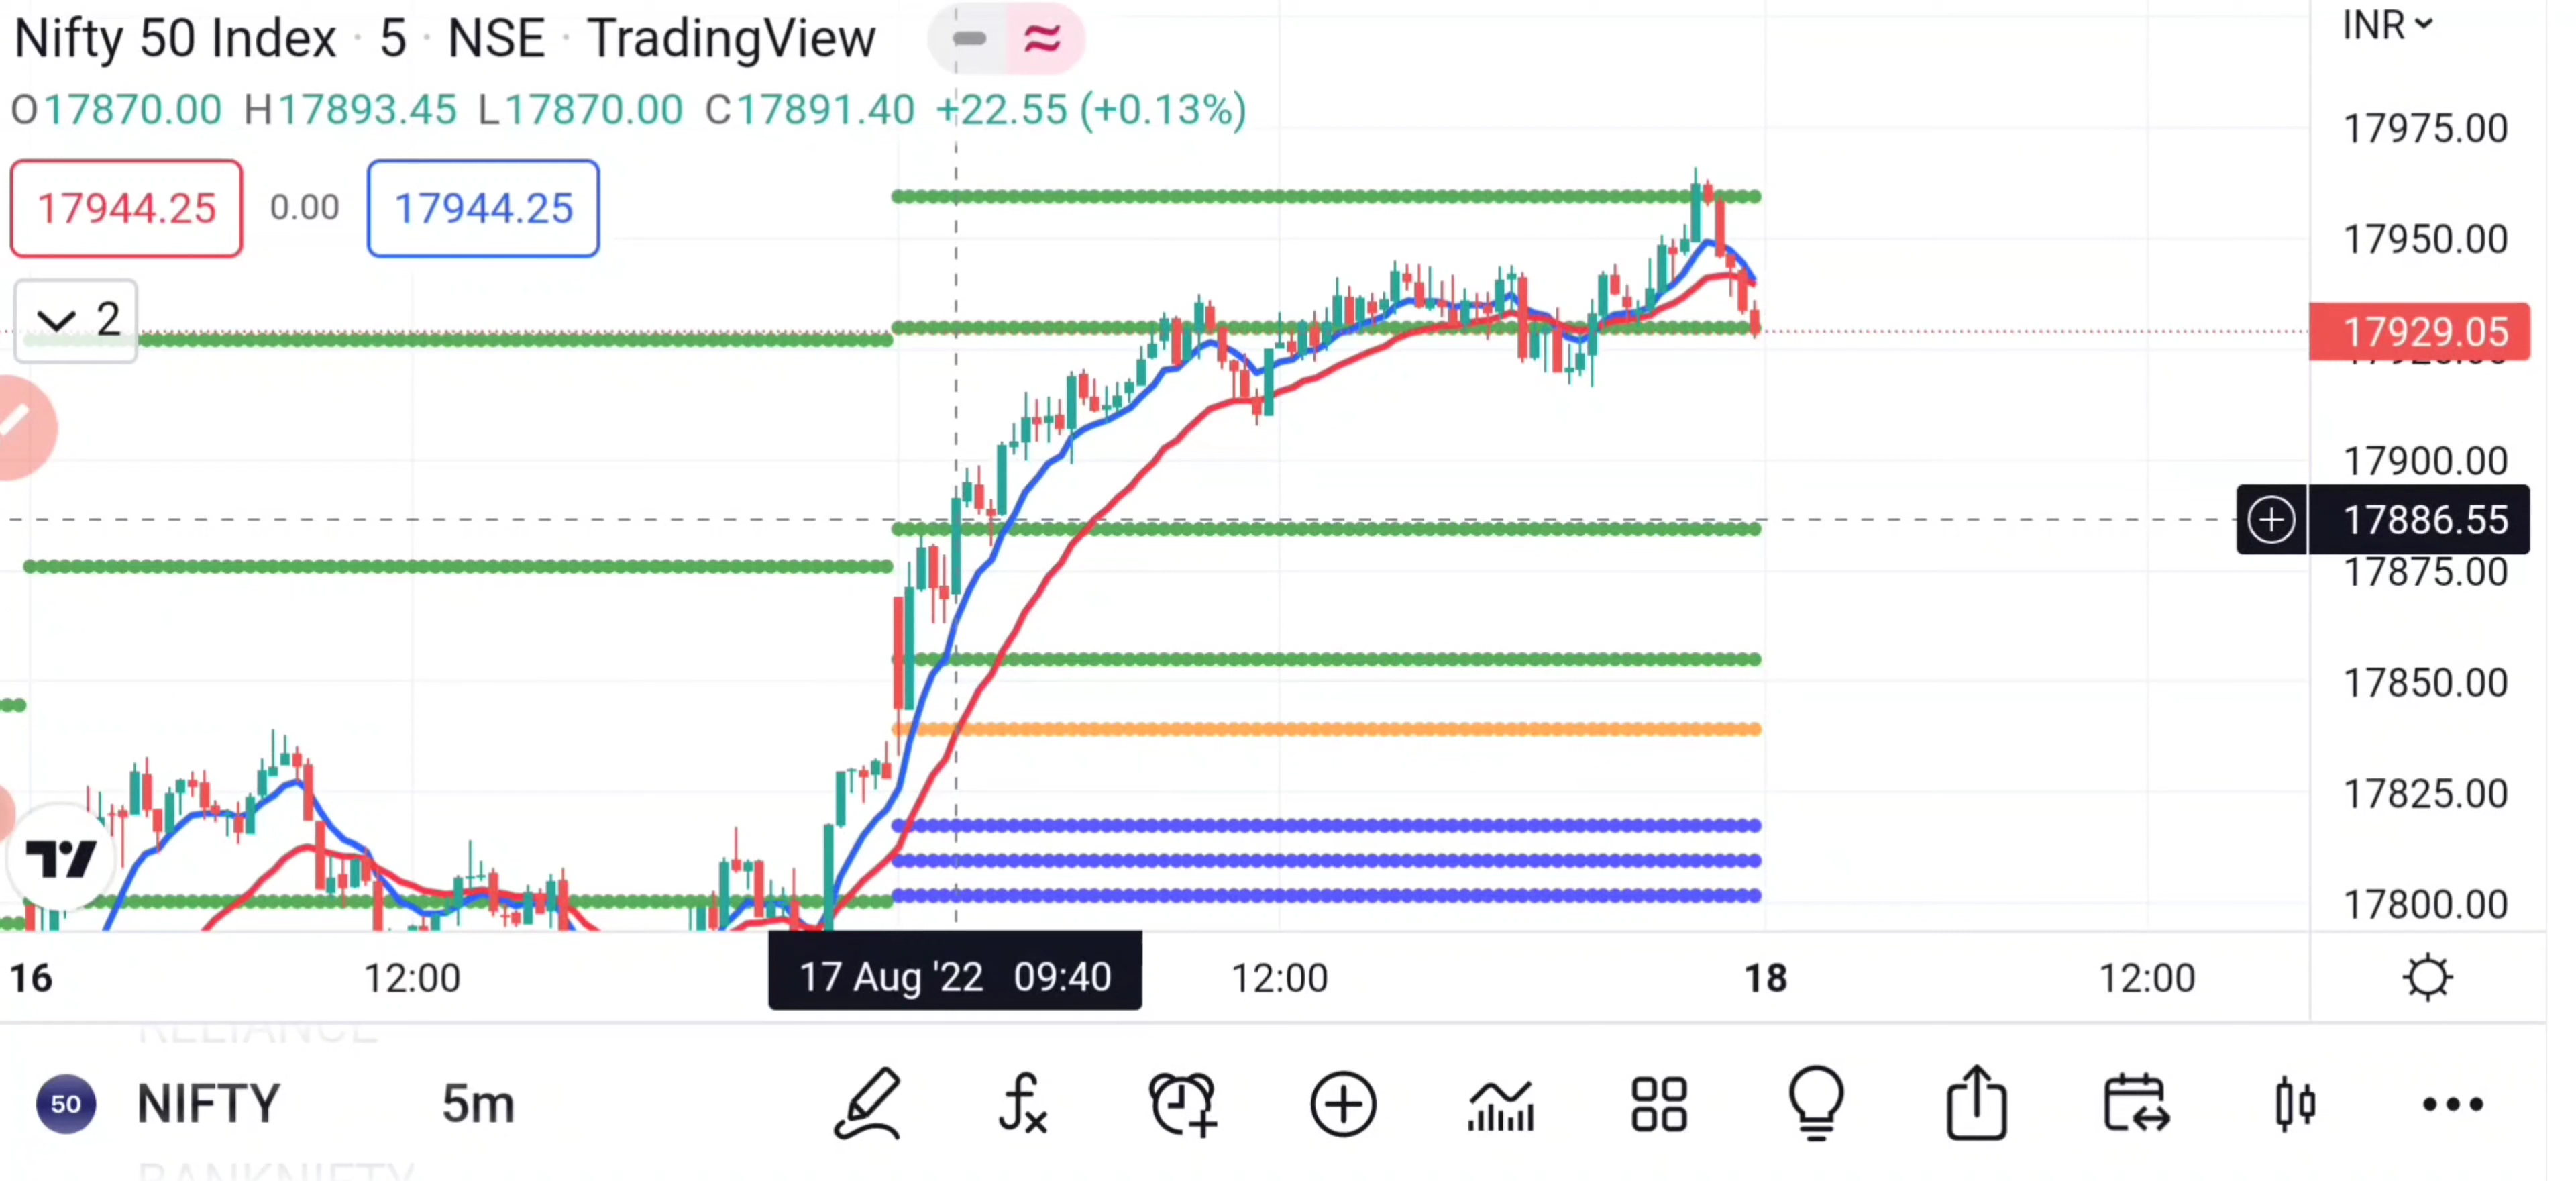 Nifty 50 Index · 5 · NSE · TradingView
O17870.00 H17893.45 L17870.00 C17891.40 +22.55 (+0.13%)
17944.25 0.00 17944.25
2
INR
17975.00
17950.00
17929.05
17900.00
17886.55
17875.00
17850.00
17825.00
17800.00
16 12:00 17 Aug '22 09:40 12:00 18 12:00
RELIANCE
50 NIFTY 5m
BANKNIFTY